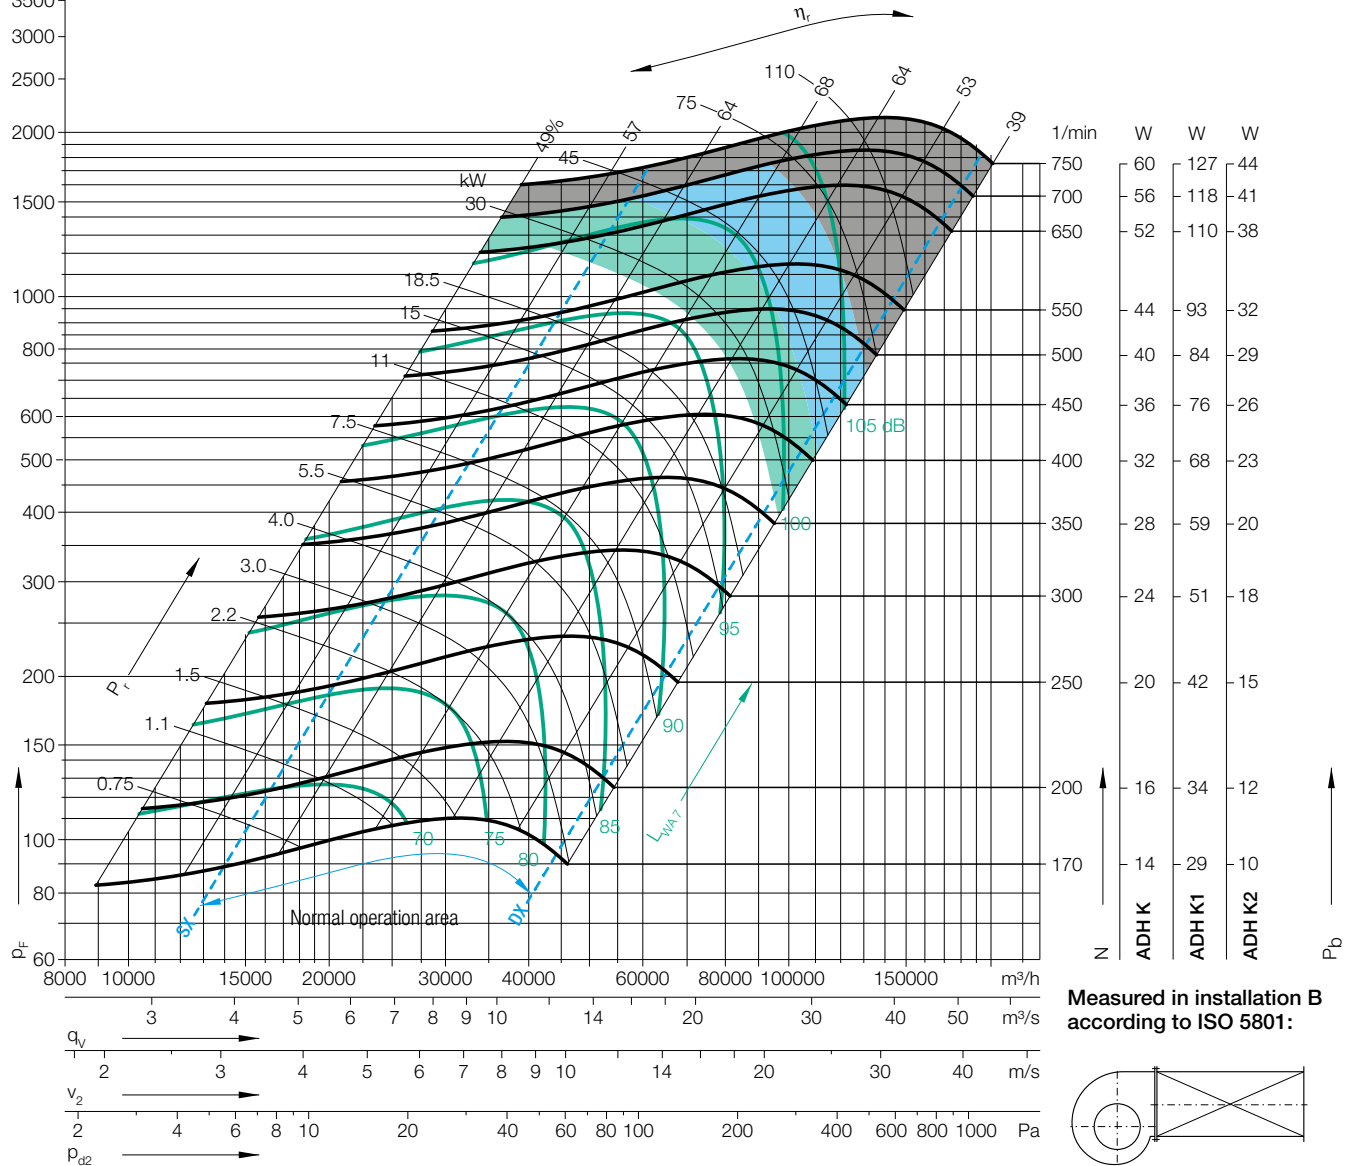 3500
3000
2500
2000
1500
1000
800
600
500
400
300
200
150
100
80
60
p_F
η_r
49%
57
64
68
64
53
39
kW
110
75
45
30
18.5
15
11
7.5
5.5
4.0
3.0
2.2
1.5
1.1
0.75
P_r
105 dB
100
95
90
85
80
75
70
L_WA7
SX
Normal operation area
DX
1/min W W W
750 60 127 44
700 56 118 41
650 52 110 38
550 44 93 32
500 40 84 29
450 36 76 26
400 32 68 23
350 28 59 20
300 24 51 18
250 20 42 15
200 16 34 12
170 14 29 10
N ADH K ADH K1 ADH K2 P_b
8000 10000 15000 20000 30000 40000 60000 80000 100000 150000 m³/h
3 4 5 6 7 8 9 10 14 20 30 40 50 m³/s
q_V
2 3 4 5 6 7 8 9 10 14 20 30 40 m/s
v_2
2 4 6 8 10 20 40 60 80 100 200 400 600 800 1000 Pa
p_d2
Measured in installation B
according to ISO 5801: